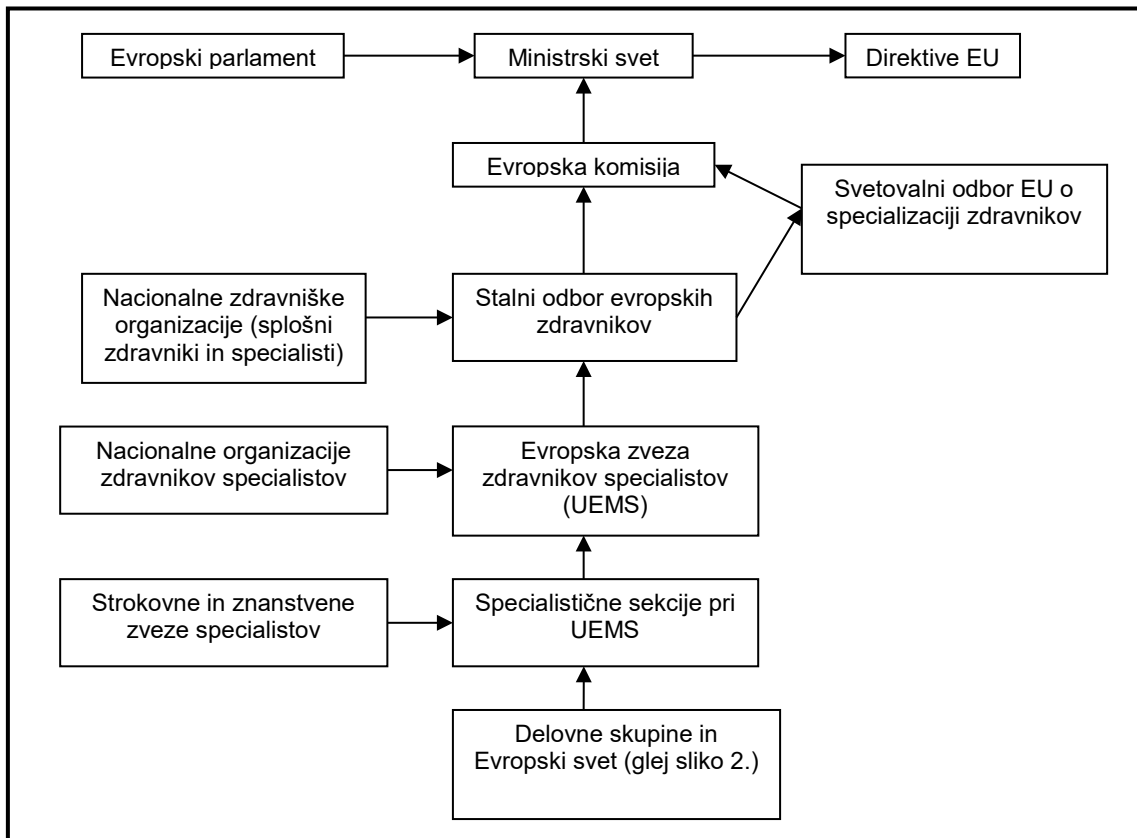 Evropski parlament
Ministrski svet
Direktive EU
Evropska komisija
Svetovalni odbor EU o
specializaciji zdravnikov
Nacionalne zdravniške
organizacije (splošni
zdravniki in specialisti)
Stalni odbor evropskih
zdravnikov
Nacionalne organizacije
zdravnikov specialistov
Evropska zveza
zdravnikov specialistov
(UEMS)
Strokovne in znanstvene
zveze specialistov
Specialistične sekcije pri
UEMS
Delovne skupine in
Evropski svet (glej sliko 2.)